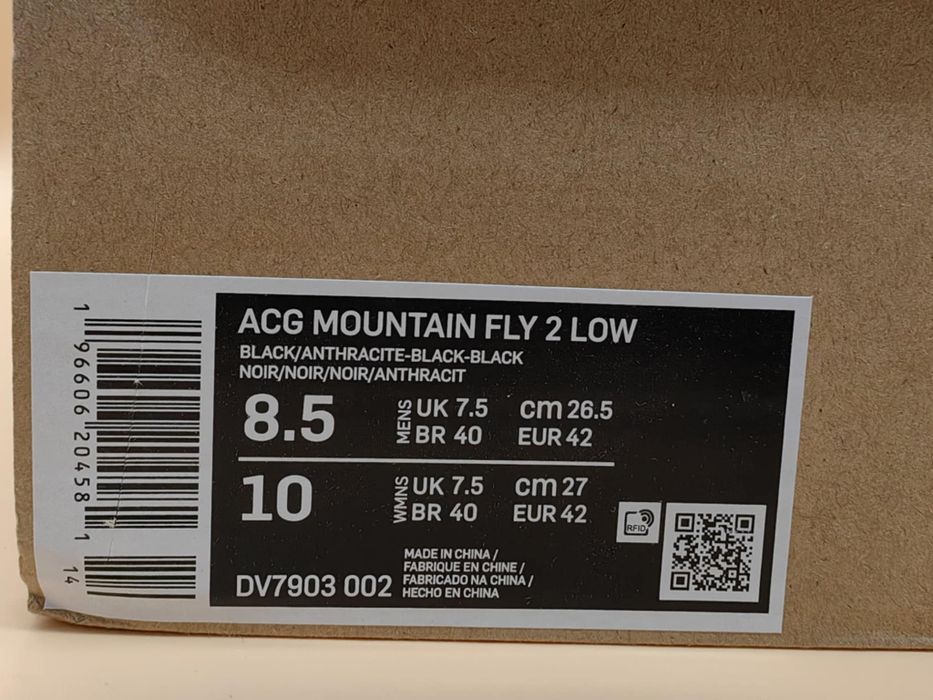 ACG MOUNTAIN FLY 2 LOW
BLACK/ANTHRACITE-BLACK-BLACK
NOIR/NOIR/NOIR/ANTHRACIT
8.5 MENS UK 7.5 cm 26.5
BR 40 EUR 42
10 WMNS UK 7.5 cm 27
BR 40 EUR 42
RFID
MADE IN CHINA /
FABRIQUE EN CHINE /
FABRICADO NA CHINA /
HECHO EN CHINA
DV7903 002
1 96606 20458 1
14